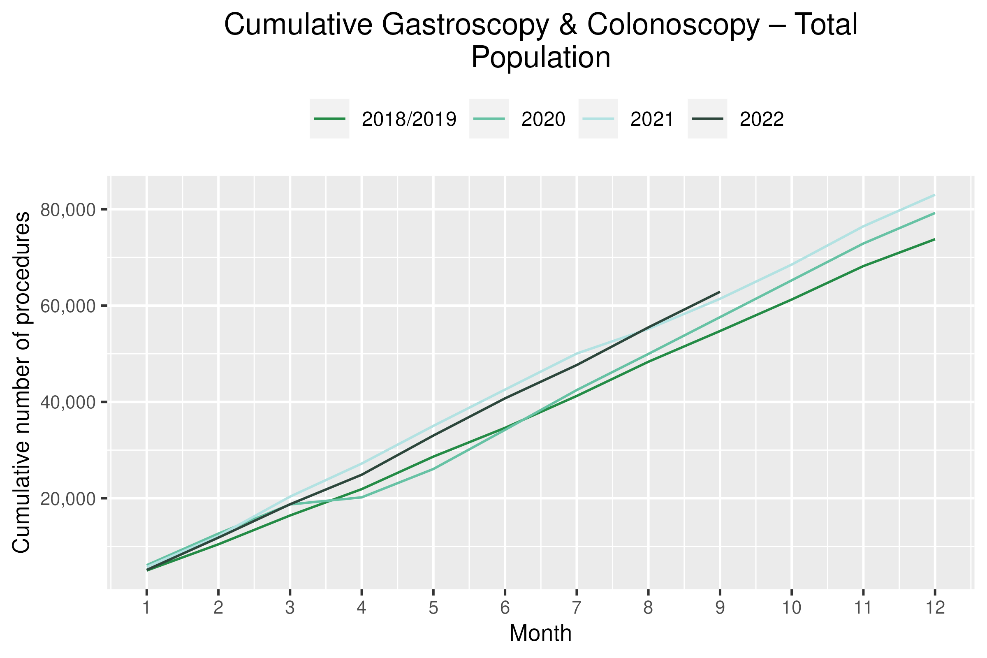 Cumulative Gastroscopy & Colonoscopy – Total
Population
2018/2019 2020 2021 2022
Cumulative number of procedures
80,000
60,000
40,000
20,000
1 2 3 4 5 6 7 8 9 10 11 12
Month